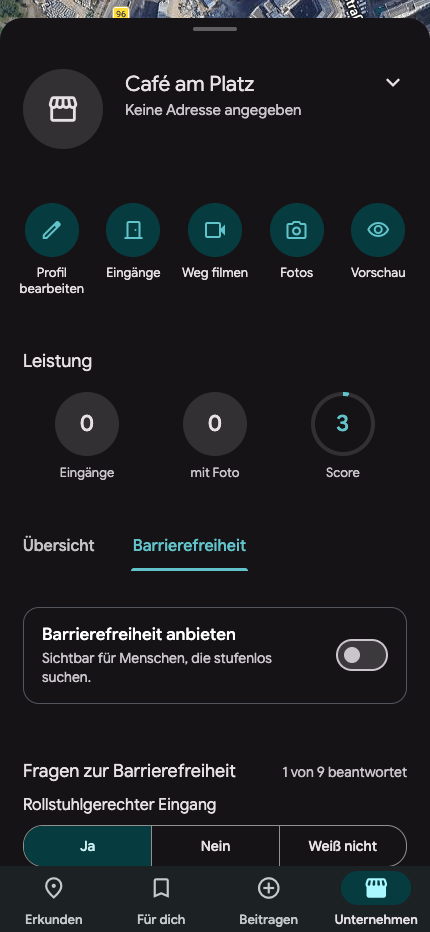 96
Café am Platz
Keine Adresse angegeben
Profil bearbeiten
Eingänge
Weg filmen
Fotos
Vorschau
Leistung
0
0
3
Eingänge
mit Foto
Score
Übersicht
Barrierefreiheit
Barrierefreiheit anbieten
Sichtbar für Menschen, die stufenlos
suchen.
Fragen zur Barrierefreiheit
1 von 9 beantwortet
Rollstuhlgerechter Eingang
Ja
Nein
Weiß nicht
Erkunden
Für dich
Beitragen
Unternehmen